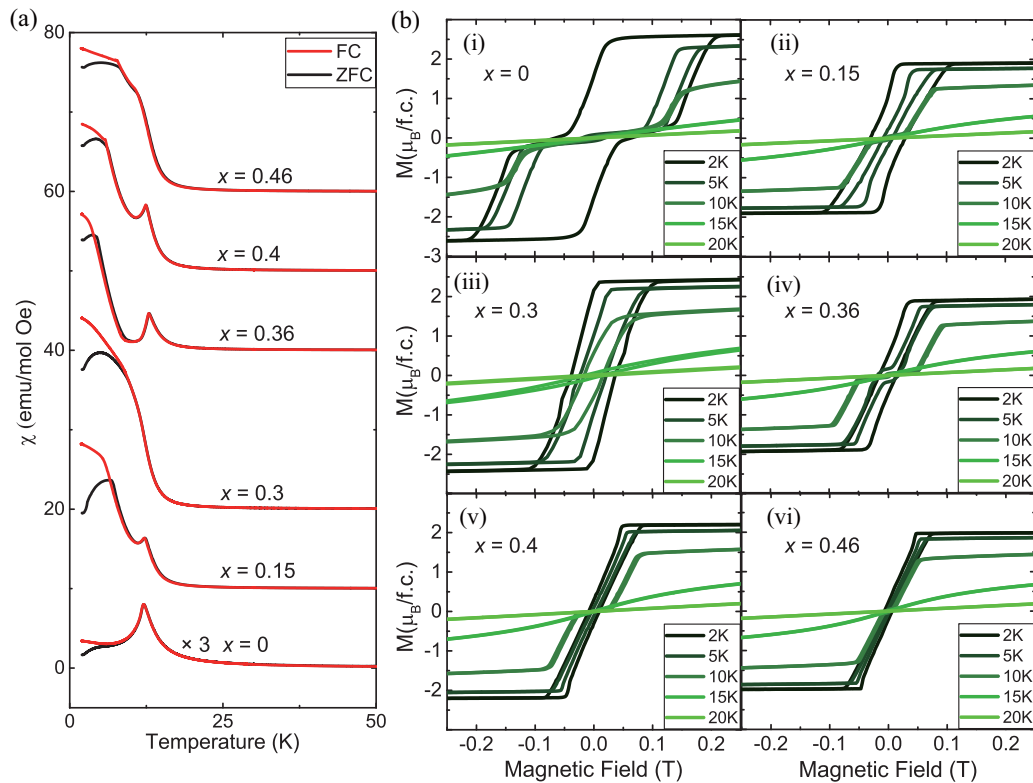 (a)
80
60
40
20
0
χ (emu/mol Oe)
FC
ZFC
x = 0.46
x = 0.4
x = 0.36
x = 0.3
x = 0.15
× 3 x = 0
0 25 50
Temperature (K)
(b)
(i)
x = 0
2
1
0
-1
-2
-3
M(μB/f.c.)
2K
5K
10K
15K
20K
(ii)
x = 0.15
2K
5K
10K
15K
20K
(iii)
x = 0.3
2
1
0
1
-2
M(μB/f.c.)
2K
5K
10K
15K
20K
(iv)
x = 0.36
2K
5K
10K
15K
20K
(v)
x = 0.4
2
1
0
-1
-2
M(μB/f.c.)
2K
5K
10K
15K
20K
-0.2 -0.1 0.0 0.1 0.2
Magnetic Field (T)
(vi)
x = 0.46
2K
5K
10K
15K
20K
-0.2 -0.1 0.0 0.1 0.2
Magnetic Field (T)